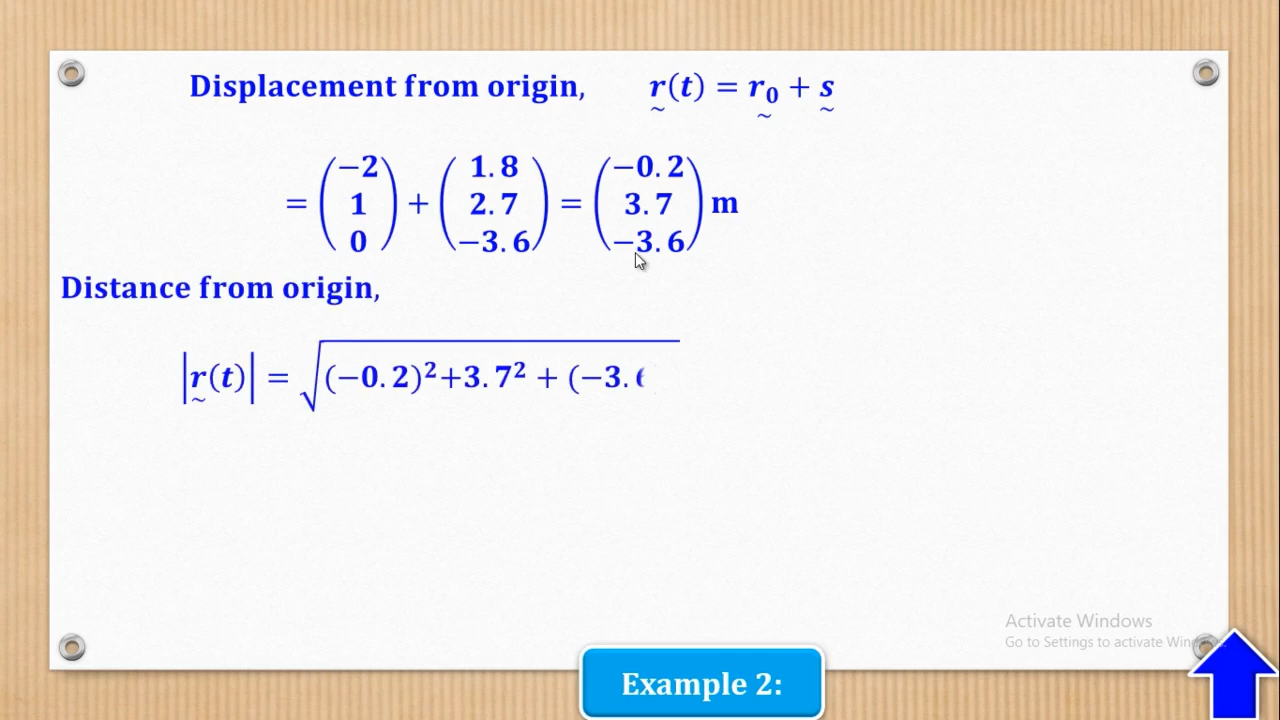 Displacement from origin, r(t) = r₀ + s
= (−2 1 0) + (1.8 2.7 −3.6) = (−0.2 3.7 −3.6) m
Distance from origin,
|r(t)| = √(−0.2)²+3.7² + (−3.
Activate Windows
Go to Settings to activate Windows.
Example 2: